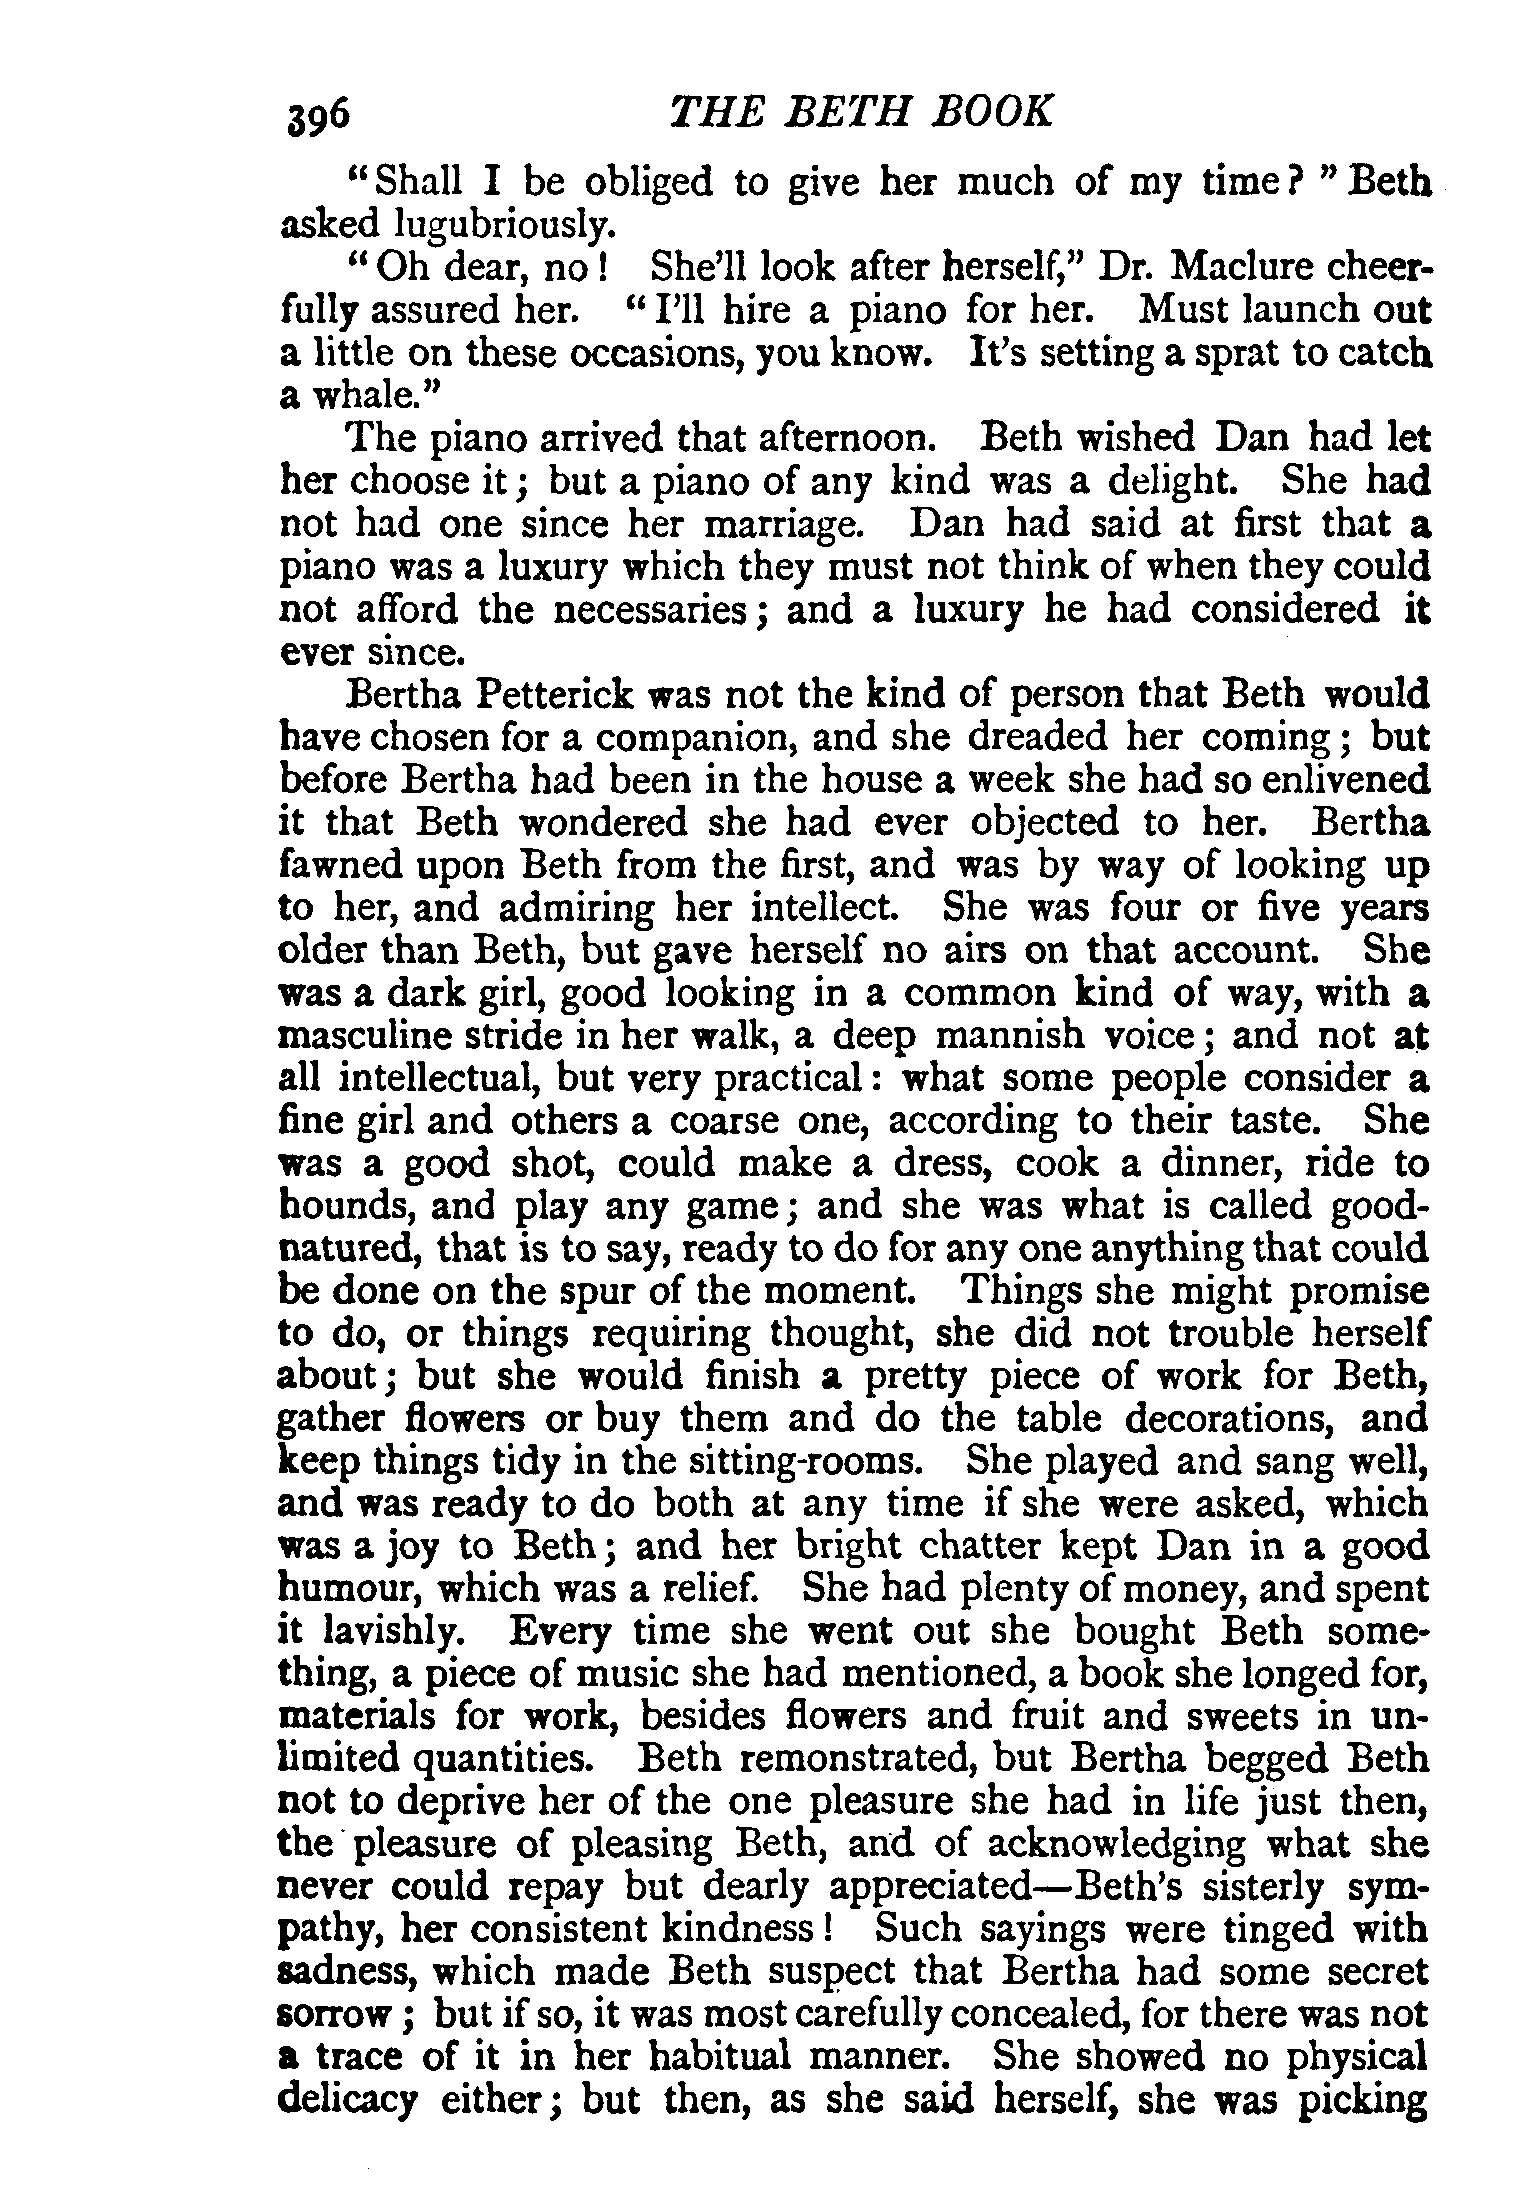 396 THE BETH BOOK
"Shall I be obliged to give her much of my time?" Beth
asked lugubriously.
"Oh dear, no! She'll look after herself," Dr. Maclure cheer-
fully assured her. "I'll hire a piano for her. Must launch out
a little on these occasions, you know. It's setting a sprat to catch
a whale."
The piano arrived that afternoon. Beth wished Dan had let
her choose it; but a piano of any kind was a delight. She had
not had one since her marriage. Dan had said at first that a
piano was a luxury which they must not think of when they could
not afford the necessaries; and a luxury he had considered it
ever since.
Bertha Petterick was not the kind of person that Beth would
have chosen for a companion, and she dreaded her coming; but
before Bertha had been in the house a week she had so enlivened
it that Beth wondered she had ever objected to her. Bertha
fawned upon Beth from the first, and was by way of looking up
to her, and admiring her intellect. She was four or five years
older than Beth, but gave herself no airs on that account. She
was a dark girl, good looking in a common kind of way, with a
masculine stride in her walk, a deep mannish voice; and not at
all intellectual, but very practical: what some people consider a
fine girl and others a coarse one, according to their taste. She
was a good shot, could make a dress, cook a dinner, ride to
hounds, and play any game; and she was what is called good-
natured, that is to say, ready to do for any one anything that could
be done on the spur of the moment. Things she might promise
to do, or things requiring thought, she did not trouble herself
about; but she would finish a pretty piece of work for Beth,
gather flowers or buy them and do the table decorations, and
keep things tidy in the sitting-rooms. She played and sang well,
and was ready to do both at any time if she were asked, which
was a joy to Beth; and her bright chatter kept Dan in a good
humour, which was a relief. She had plenty of money, and spent
it lavishly. Every time she went out she bought Beth some-
thing, a piece of music she had mentioned, a book she longed for,
materials for work, besides flowers and fruit and sweets in un-
limited quantities. Beth remonstrated, but Bertha begged Beth
not to deprive her of the one pleasure she had in life just then,
the pleasure of pleasing Beth, and of acknowledging what she
never could repay but dearly appreciated—Beth's sisterly sym-
pathy, her consistent kindness! Such sayings were tinged with
sadness, which made Beth suspect that Bertha had some secret
sorrow; but if so, it was most carefully concealed, for there was not
a trace of it in her habitual manner. She showed no physical
delicacy either; but then, as she said herself, she was picking